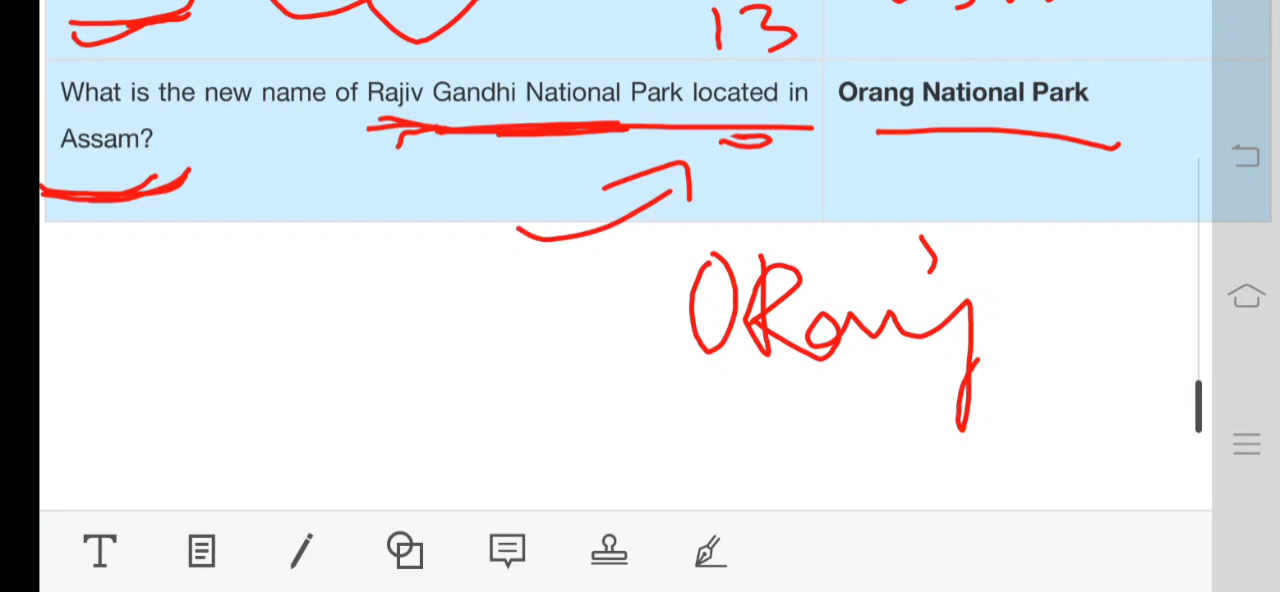 13
What is the new name of Rajiv Gandhi National Park located in Orang National Park
Assam?
ORang
T